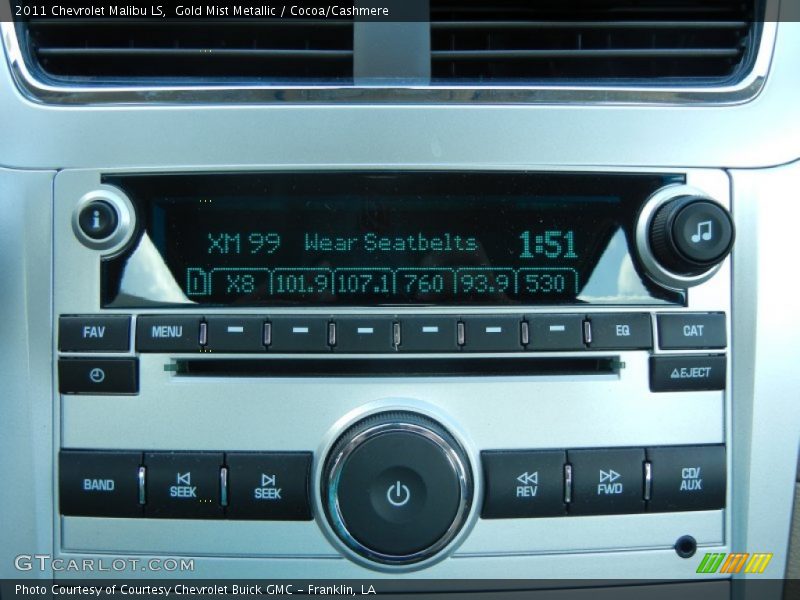 2011 Chevrolet Malibu LS,  Gold Mist Metallic / Cocoa/Cashmere
i
XM 99 Wear Seatbelts 1:51
1 X8 101.9 107.1 760 93.9 530
FAV MENU EQ CAT
EJECT
BAND SEEK SEEK REV FWD CD/
AUX
GTCARLOT.COM
Photo Courtesy of Courtesy Chevrolet Buick GMC - Franklin, LA